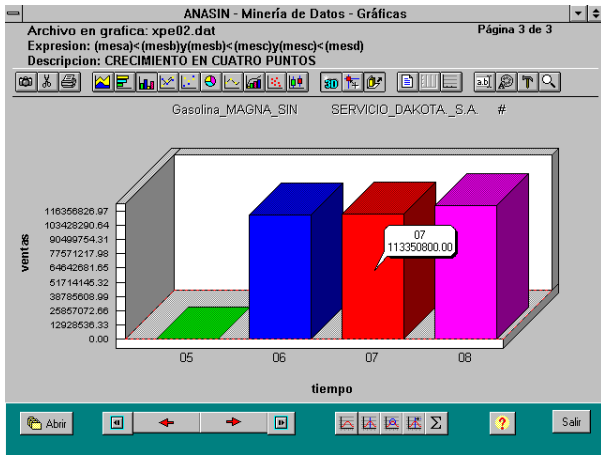 ANASIN - Minería de Datos - Gráficas
Archivo en grafica: xpe02.dat Página 3 de 3
Expresion: (mesa)<(mesb)y(mesb)<(mesc)y(mesc)<(mesd)
Descripcion: CRECIMIENTO EN CUATRO PUNTOS
3D a.b T
Gasolina_MAGNA_SIN SERVICIO_DAKOTA._S.A. #
ventas
116356826.97
103428290.64
90499754.31
77571217.98
64642681.65
51714145.32
38785608.99
25857072.66
12928536.33
0.00
07
113350800.00
05 06 07 08
tiempo
Abrir Σ ? Salir